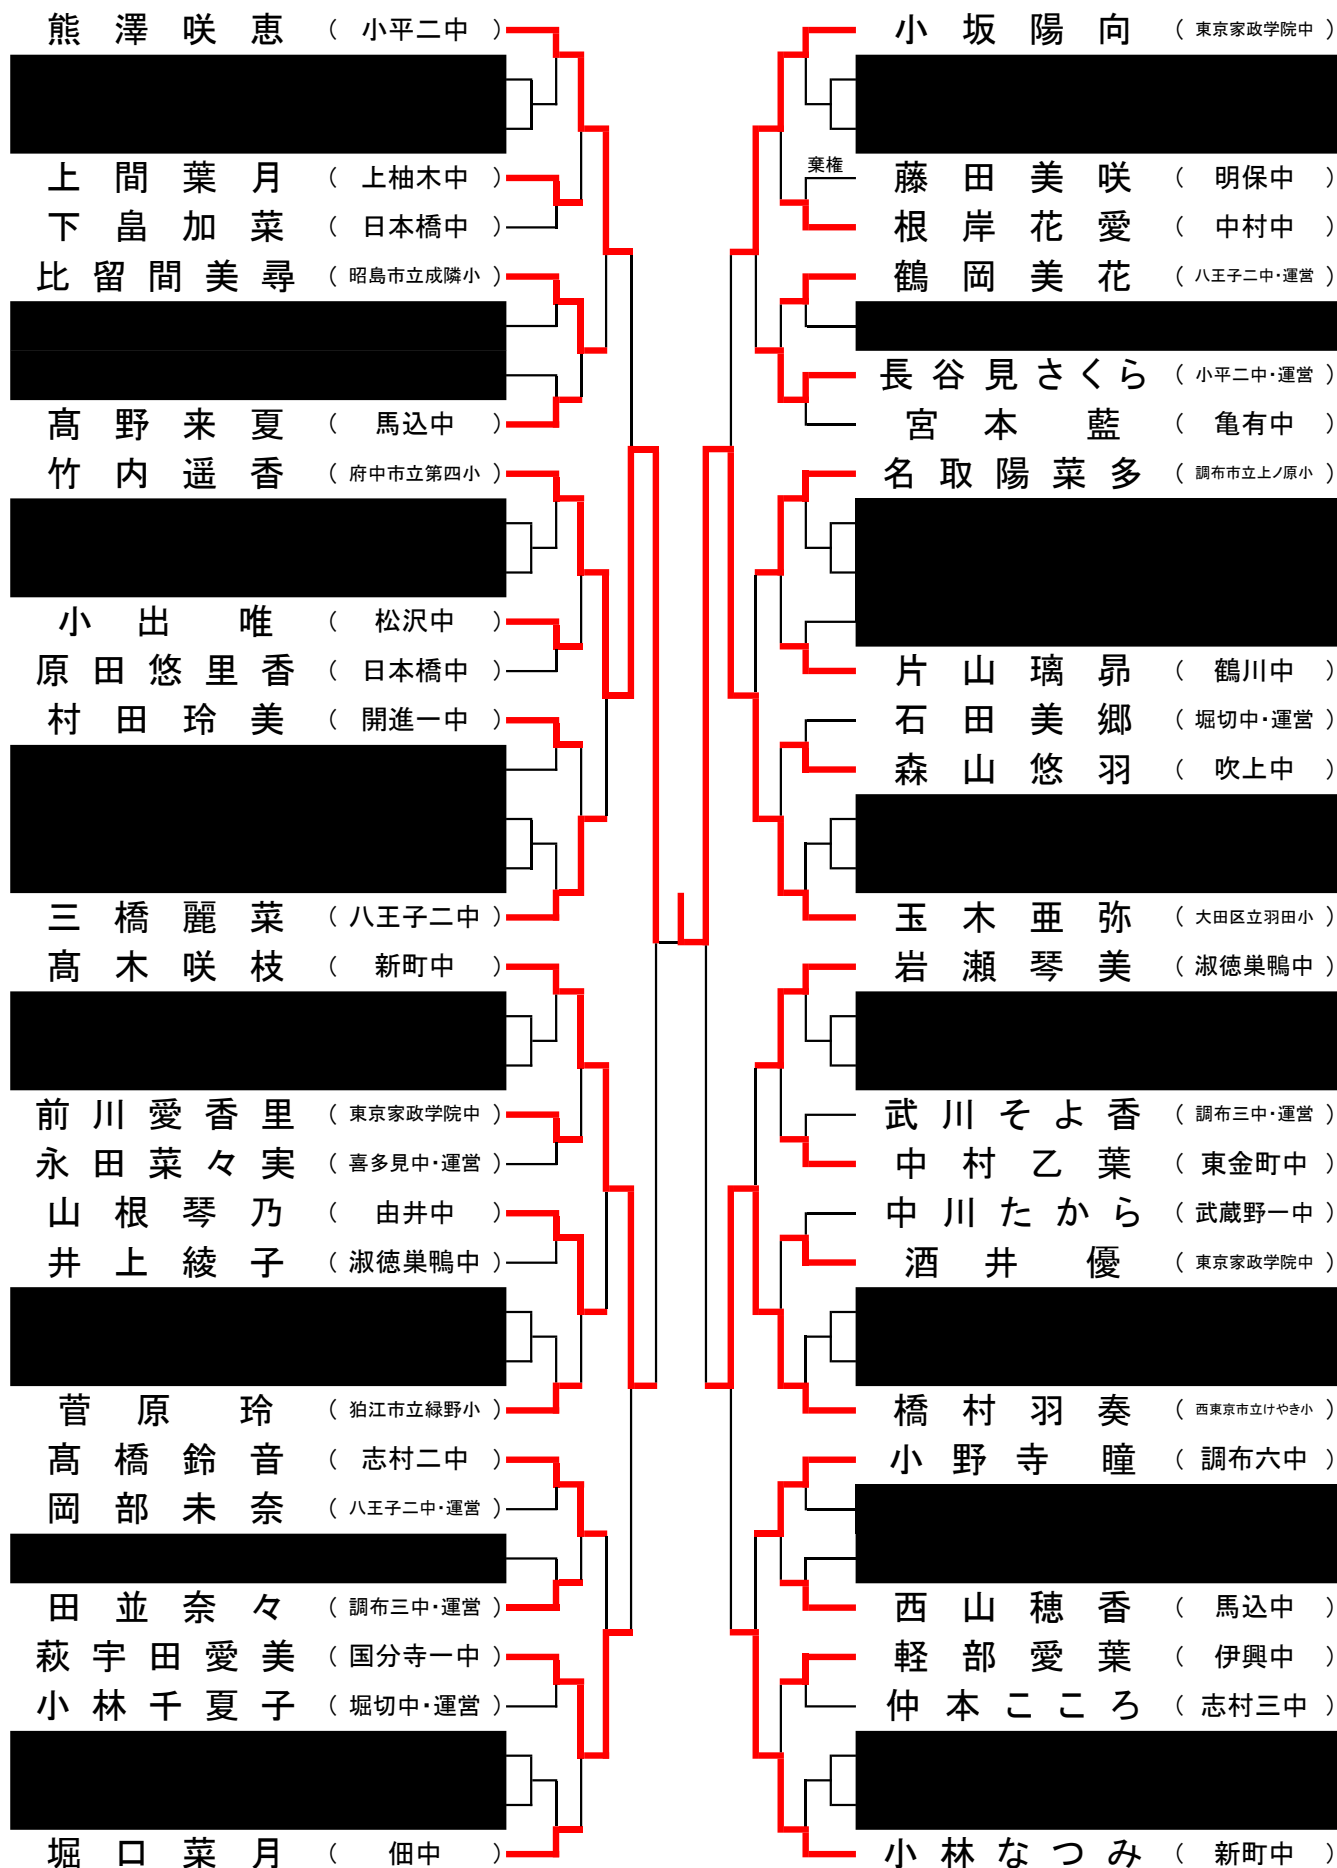 熊澤咲恵 （ 小平二中 ）
上間葉月 （ 上柚木中 ）
下畠加菜 （ 日本橋中 ）
比留間美尋 （ 昭島市立成隣小 ）
髙野来夏 （ 馬込中 ）
竹内遥香 （ 府中市立第四小 ）
小出唯 （ 松沢中 ）
原田悠里香 （ 日本橋中 ）
村田玲美 （ 開進一中 ）
三橋麗菜 （ 八王子二中 ）
髙木咲枝 （ 新町中 ）
前川愛香里 （ 東京家政学院中 ）
永田菜々実 （ 喜多見中・運営 ）
山根琴乃 （ 由井中 ）
井上綾子 （ 淑徳巣鴨中 ）
菅原玲 （ 狛江市立緑野小 ）
髙橋鈴音 （ 志村二中 ）
岡部未奈 （ 八王子二中・運営 ）
田並奈々 （ 調布三中・運営 ）
萩宇田愛美 （ 国分寺一中 ）
小林千夏子 （ 堀切中・運営 ）
堀口菜月 （ 佃中 ）
小坂陽向 （ 東京家政学院中 ）
棄権
藤田美咲 （ 明保中 ）
根岸花愛 （ 中村中 ）
鶴岡美花 （ 八王子二中・運営 ）
長谷見さくら （ 小平二中・運営 ）
宮本藍 （ 亀有中 ）
名取陽菜多 （ 調布市立上ノ原小 ）
片山璃昴 （ 鶴川中 ）
石田美郷 （ 堀切中・運営 ）
森山悠羽 （ 吹上中 ）
玉木亜弥 （ 大田区立羽田小 ）
岩瀬琴美 （ 淑徳巣鴨中 ）
武川そよ香 （ 調布三中・運営 ）
中村乙葉 （ 東金町中 ）
中川たから （ 武蔵野一中 ）
酒井優 （ 東京家政学院中 ）
橋村羽奏 （ 西東京市立けやき小 ）
小野寺瞳 （ 調布六中 ）
西山穂香 （ 馬込中 ）
軽部愛葉 （ 伊興中 ）
仲本こころ （ 志村三中 ）
小林なつみ （ 新町中 ）